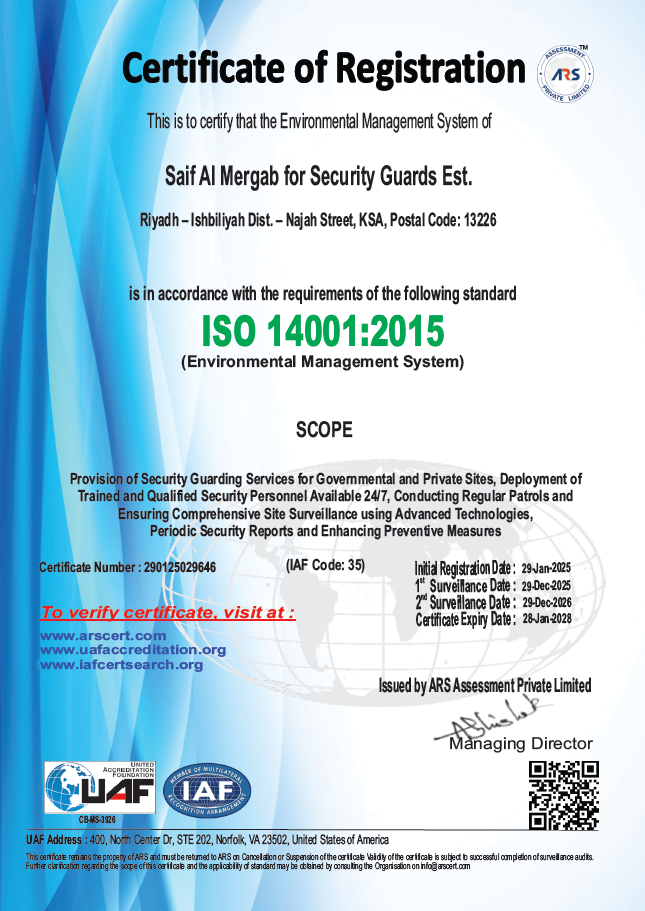 Certificate of Registration
ASSESSMENT
ARS
PRIVATE LIMITED
TM
This is to certify that the Environmental Management System of
Saif Al Mergab for Security Guards Est.
Riyadh – Ishbiliyah Dist. – Najah Street, KSA, Postal Code: 13226
is in accordance with the requirements of the following standard
ISO 14001:2015
(Environmental Management System)
SCOPE
Provision of Security Guarding Services for Governmental and Private Sites, Deployment of
Trained and Qualified Security Personnel Available 24/7, Conducting Regular Patrols and
Ensuring Comprehensive Site Surveillance using Advanced Technologies,
Periodic Security Reports and Enhancing Preventive Measures
Certificate Number : 290125029646
(IAF Code: 35)
Initial Registration Date : 29-Jan-2025
1st Surveillance Date : 29-Dec-2025
2nd Surveillance Date : 29-Dec-2026
Certificate Expiry Date : 28-Jan-2028
To verify certificate, visit at :
www.arscert.com
www.uafaccreditation.org
www.iafcertsearch.org
Issued by ARS Assessment Private Limited
Abhishek
Managing Director
UNITED
ACCREDITATION
FOUNDATION
UAF
CB-MS-3926
MEMBER OF MULTILATERAL
IAF
RECOGNITION ARRANGEMENT
UAF Address : 400, North Center Dr, STE 202, Norfolk, VA 23502, United States of America
This certificate remains the property of ARS and must be returned to ARS on Cancellation or Suspension of the certificate Validity of the certificate is subject to successful completion of surveillance audits.
Further clarification regarding the scope of this certificate and the applicability of standard may be obtained by consulting the Organisation on info@arscert.com